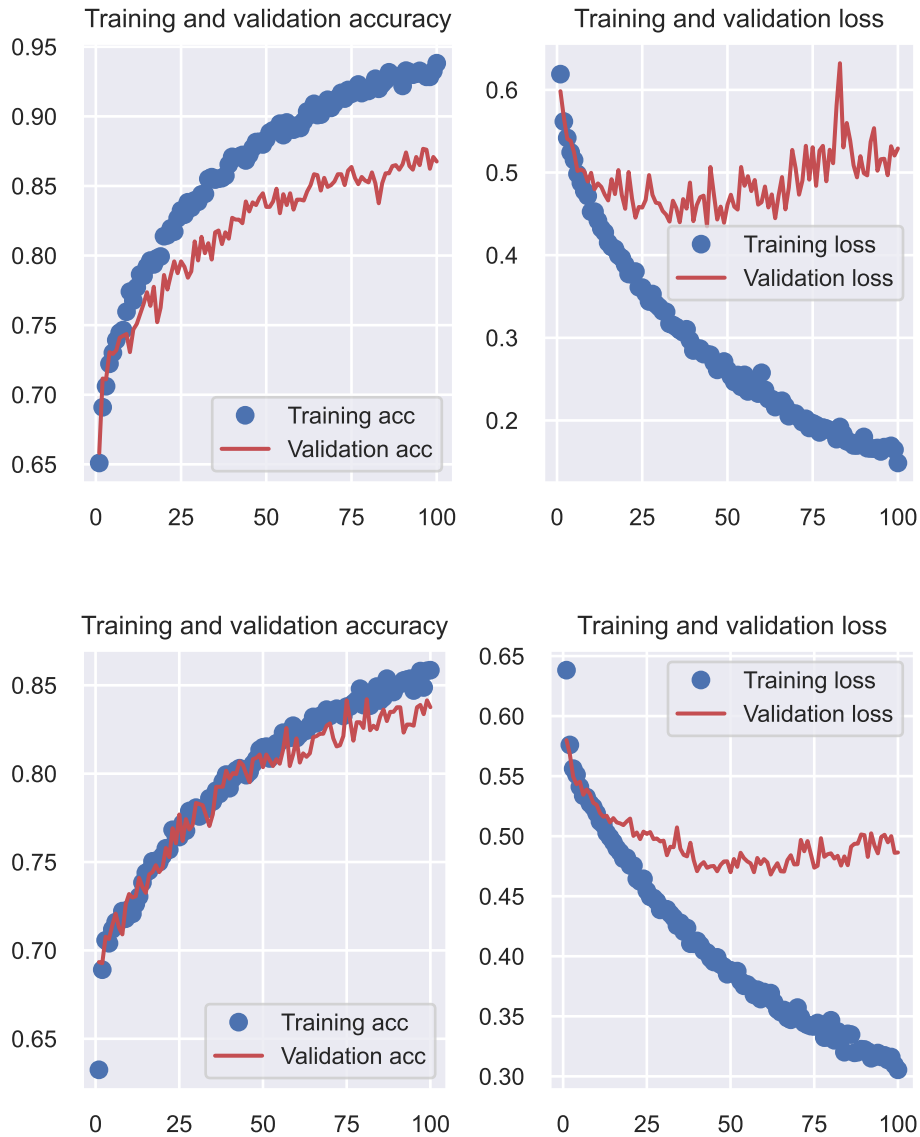 Training and validation accuracy
0.95
0.90
0.85
0.80
0.75
0.70
0.65
Training acc
Validation acc
0 25 50 75 100
Training and validation loss
0.6
0.5
0.4
0.3
0.2
Training loss
Validation loss
0 25 50 75 100
Training and validation accuracy
0.85
0.80
0.75
0.70
0.65
Training acc
Validation acc
0 25 50 75 100
Training and validation loss
0.65
0.60
0.55
0.50
0.45
0.40
0.35
0.30
Training loss
Validation loss
0 25 50 75 100